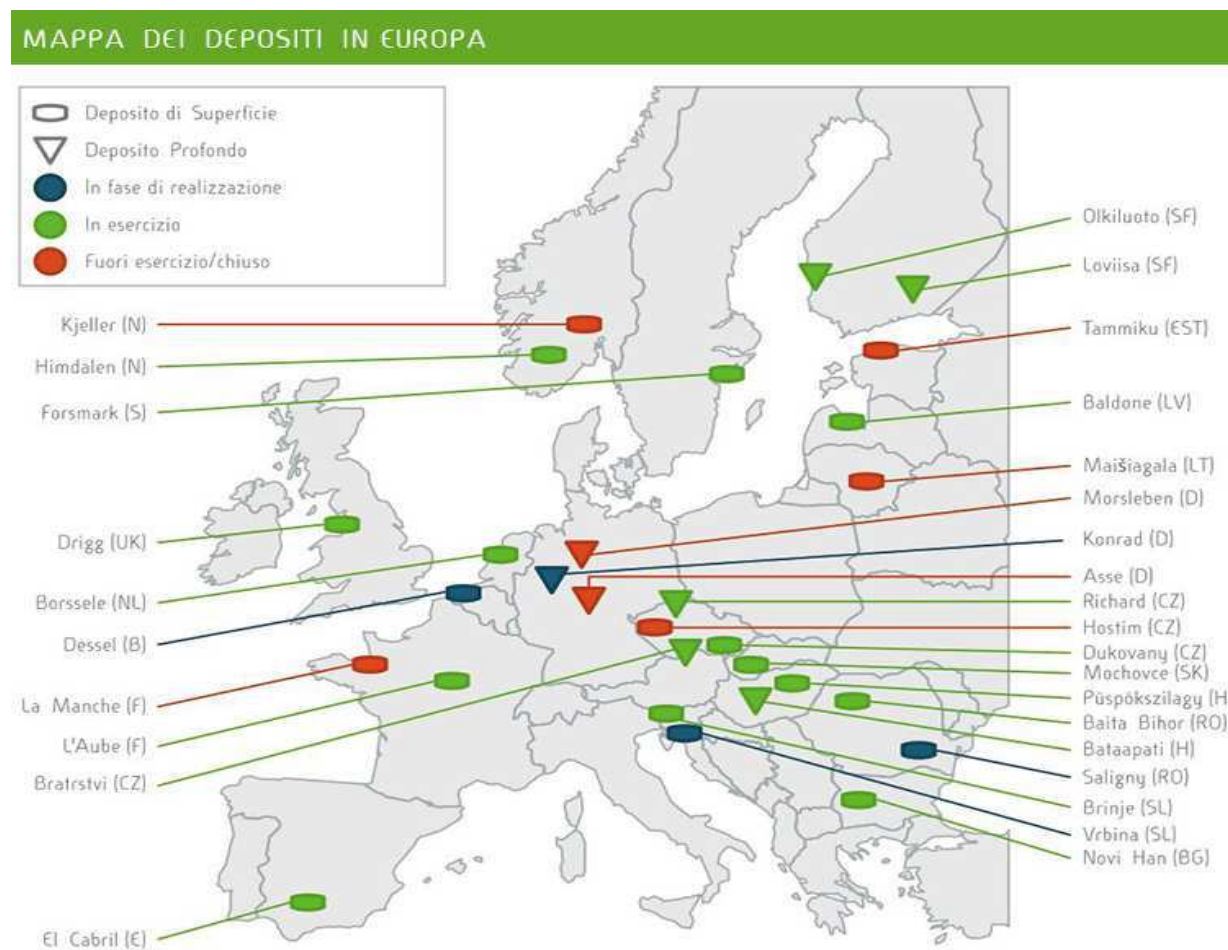 MAPPA DEI DEPOSITI IN EUROPA
Deposito di Superficie
Deposito Profondo
In fase di realizzazione
In esercizio
Fuori esercizio/chiuso
Kjeller (N)
Himdalen (N)
Forsmark (S)
Drigg (UK)
Borssele (NL)
Dessel (B)
La Manche (F)
L'Aube (F)
Bratrstvi (CZ)
El Cabril (E)
Olkiluoto (SF)
Loviisa (SF)
Tammiku (EST)
Baldone (LV)
Maišiagala (LT)
Morsleben (D)
Konrad (D)
Asse (D)
Richard (CZ)
Hostim (CZ)
Dukovany (CZ)
Mochovce (SK)
Püspökszilagy (H
Baita Bihor (RO)
Bataapati (H)
Saligny (RO)
Brinje (SL)
Vrbina (SL)
Novi Han (BG)